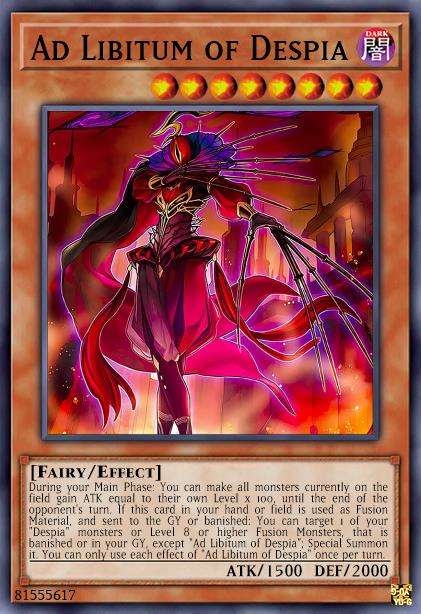 Ad Libitum of Despia
DARK
闇
[Fairy/Effect]
During your Main Phase: You can make all monsters currently on the
field gain ATK equal to their own Level x 100, until the end of the
opponent's turn. If this card in your hand or field is used as Fusion
Material, and sent to the GY or banished: You can target 1 of your
"Despia" monsters or Level 8 or higher Fusion Monsters, that is
banished or in your GY, except "Ad Libitum of Despia"; Special Summon
it. You can only use each effect of "Ad Libitum of Despia" once per turn.
ATK/1500 DEF/2000
81555617